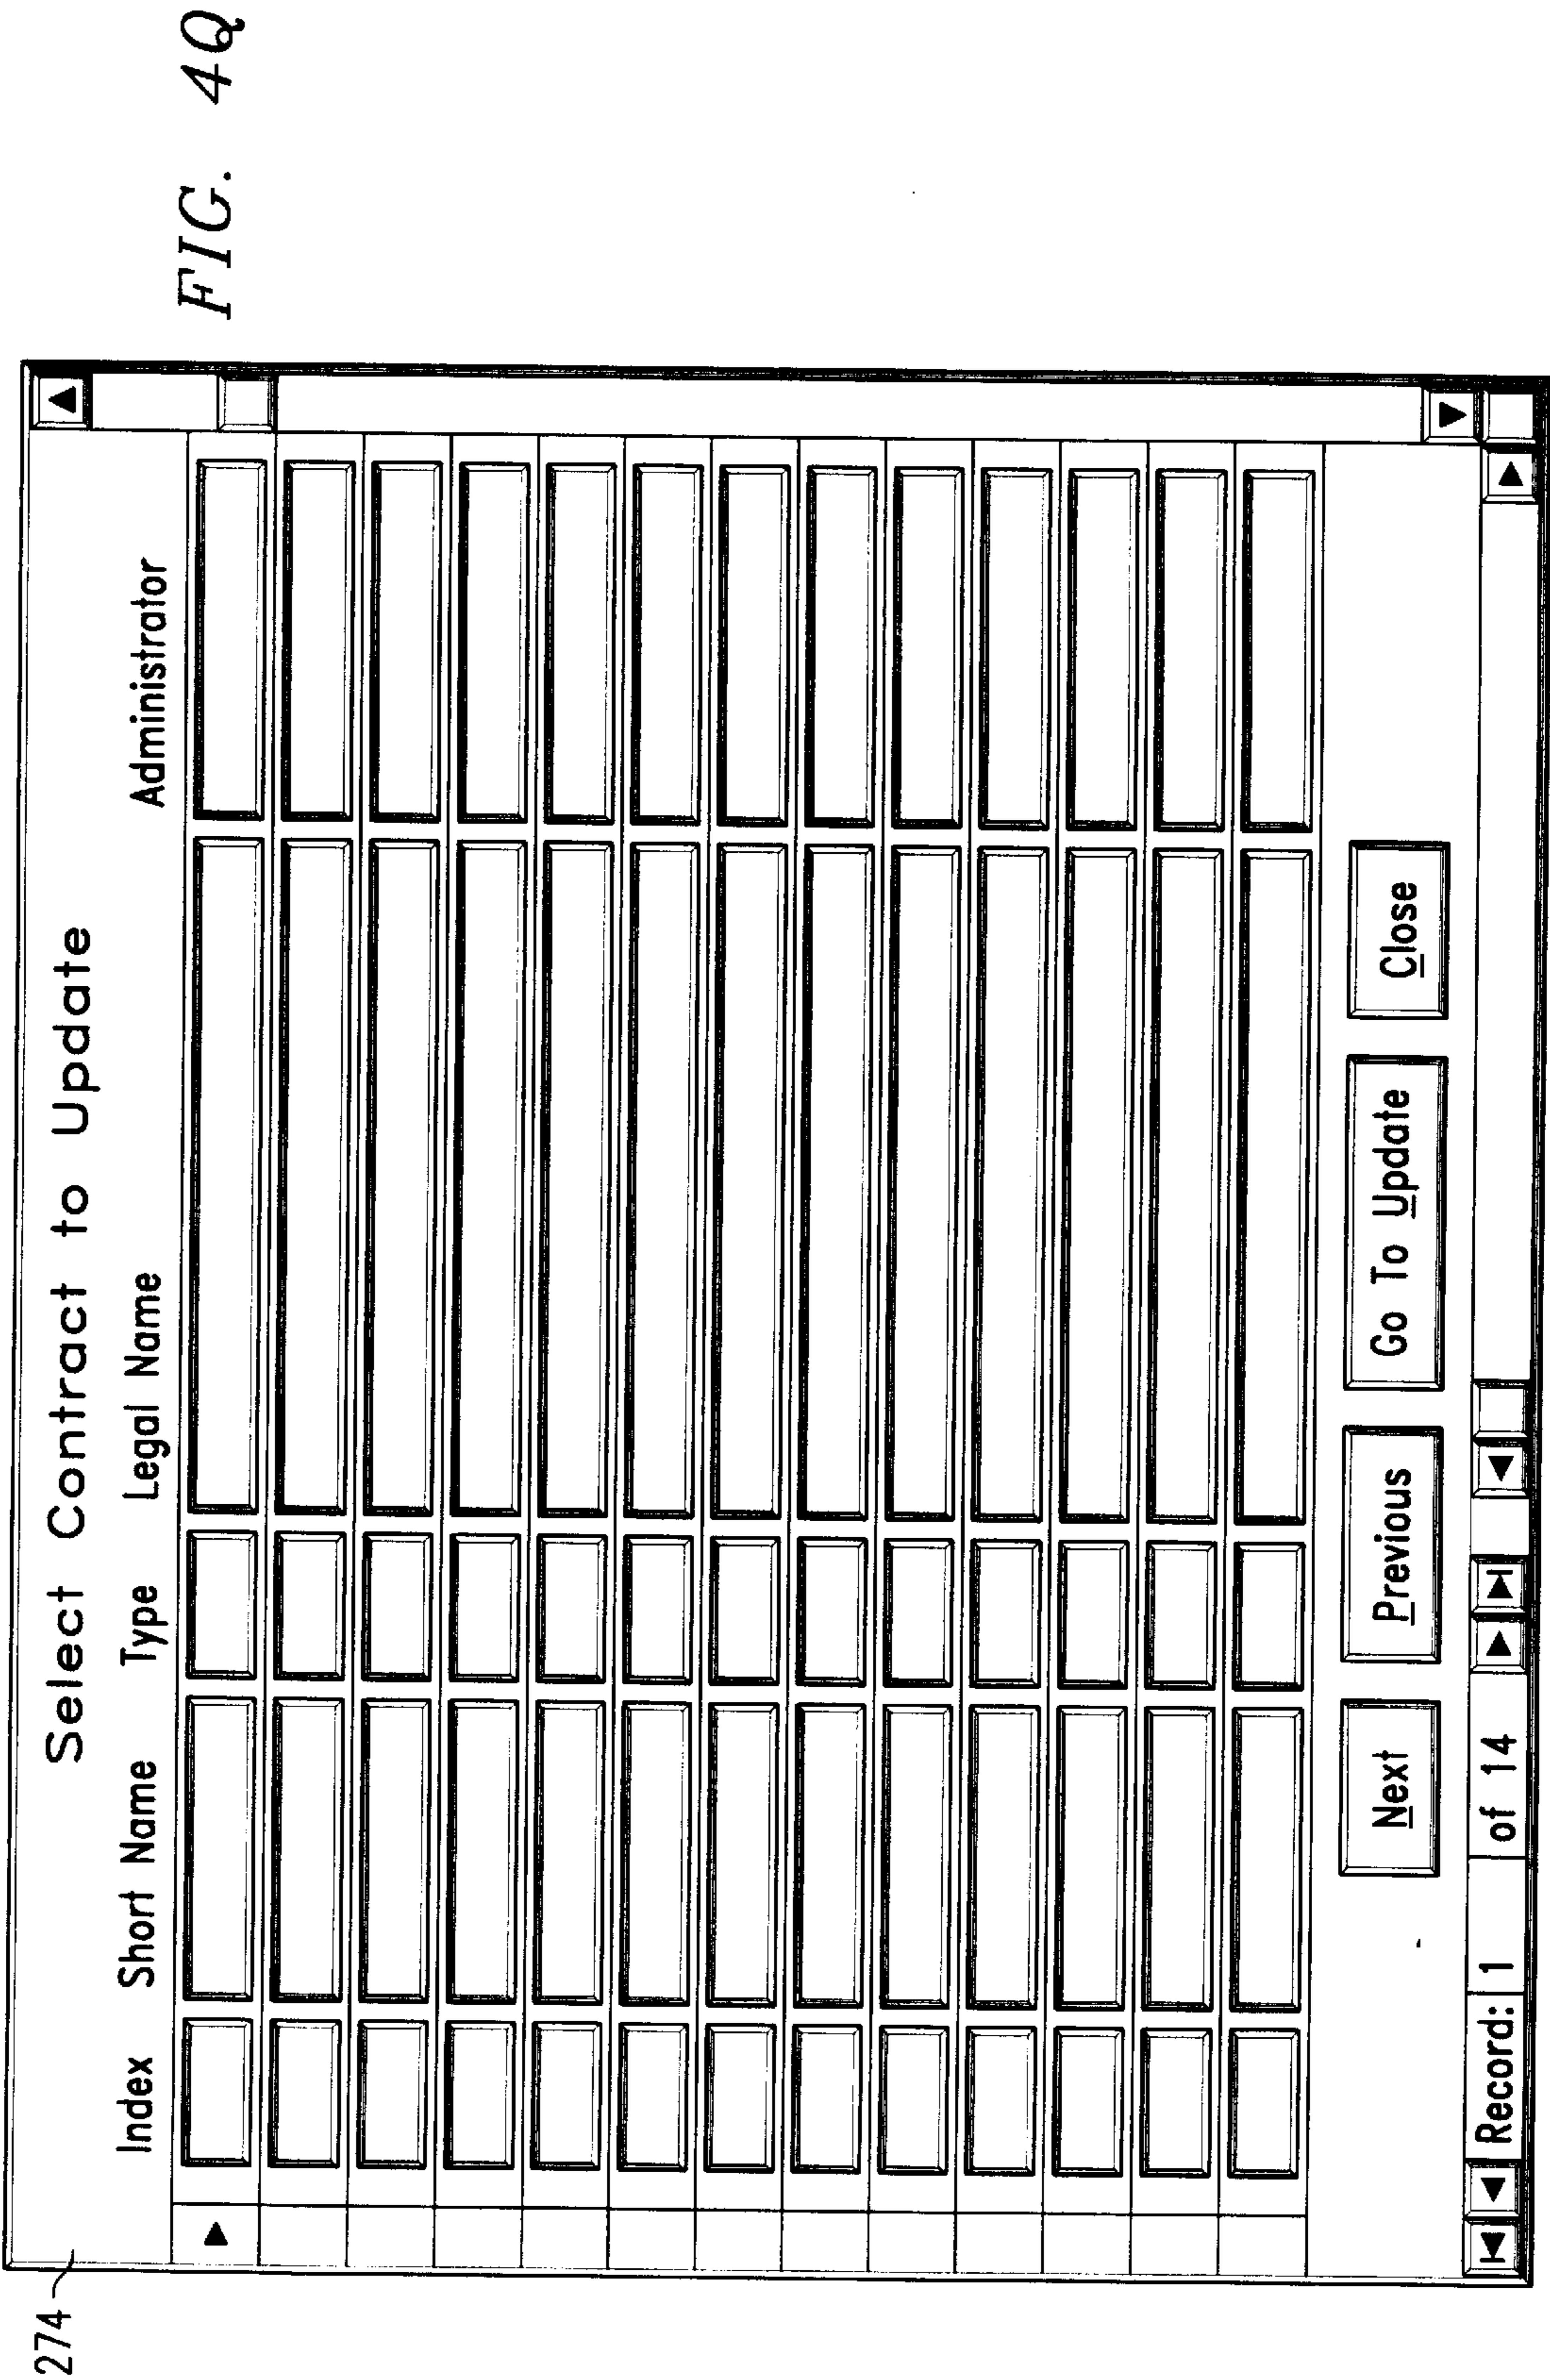 274
Select Contract to Update
Index Short Name Type Legal Name Administrator
Next Previous Go To Update Close
Record: 1 of 14
FIG. 4Q